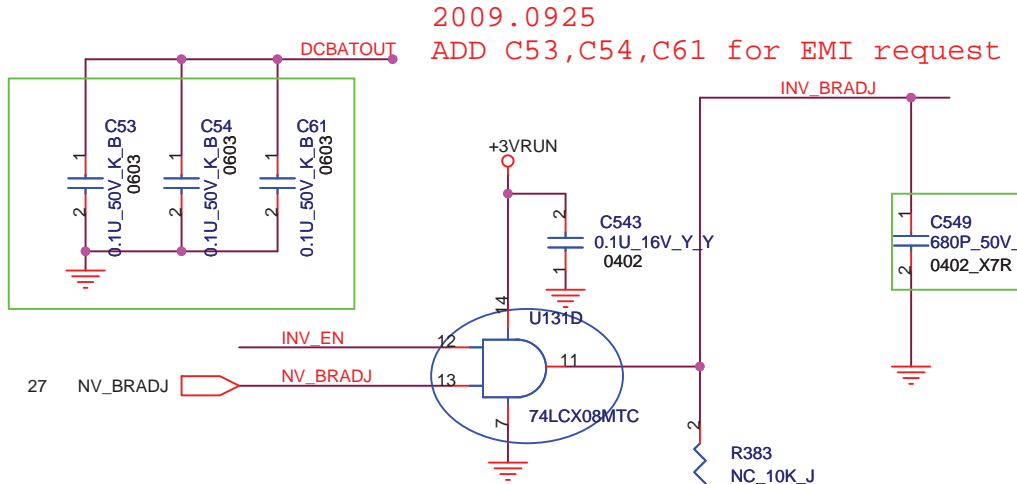 2009.0925
ADD C53,C54,C61 for EMI request
DCBATOUT
INV_BRADJ
C53
C54
C61
1
1
1
2
2
2
0.1U_50V_K_B
0603
0.1U_50V_K_B
0603
0.1U_50V_K_B
0603
+3VRUN
2
1
C543
0.1U_16V_Y_Y
0402
1
2
C549
680P_50V_
0402_X7R
14
U131D
INV_EN
12
11
27
NV_BRADJ
NV_BRADJ
13
7
74LCX08MTC
2
R383
NC_10K_J